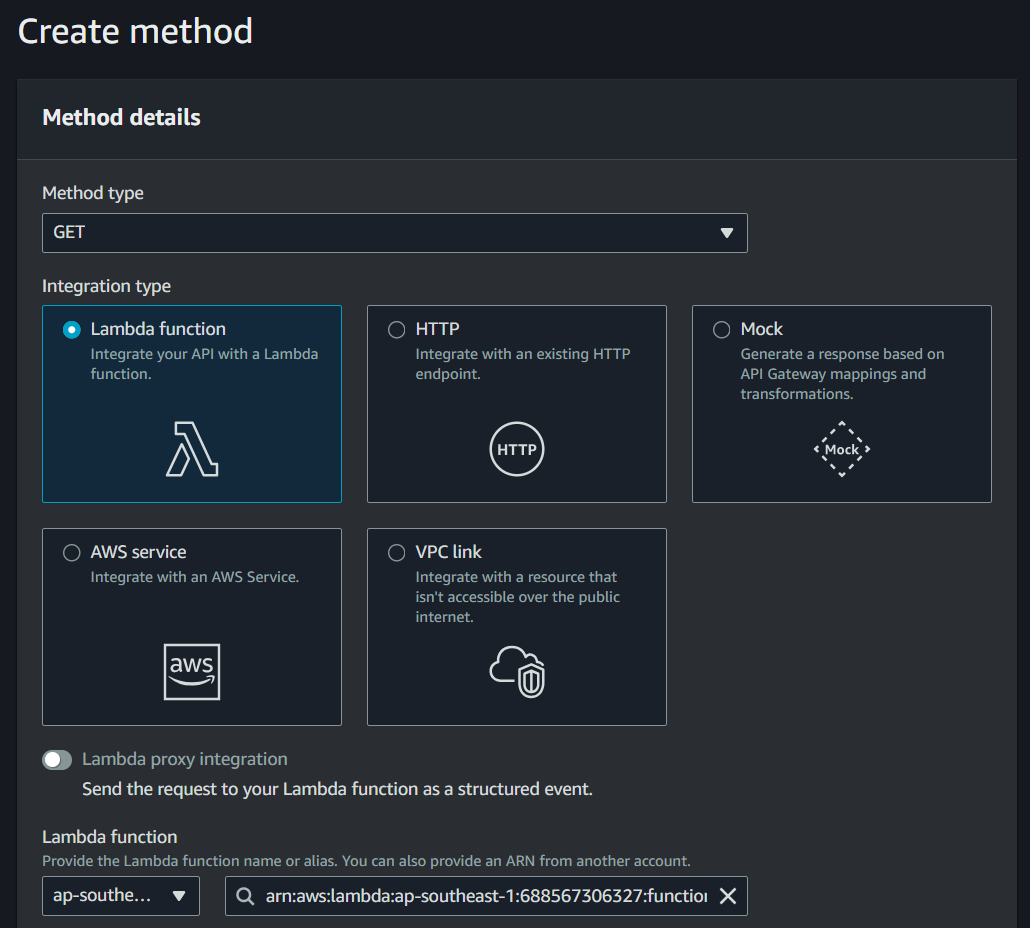 Create method
Method details
Method type
GET
Integration type
Lambda function
Integrate your API with a Lambda
function.
HTTP
Integrate with an existing HTTP
endpoint.
HTTP
Mock
Generate a response based on
API Gateway mappings and
transformations.
Mock
AWS service
Integrate with an AWS Service.
aws
VPC link
Integrate with a resource that
isn't accessible over the public
internet.
Lambda proxy integration
Send the request to your Lambda function as a structured event.
Lambda function
Provide the Lambda function name or alias. You can also provide an ARN from another account.
ap-southe...
arn:aws:lambda:ap-southeast-1:688567306327:function